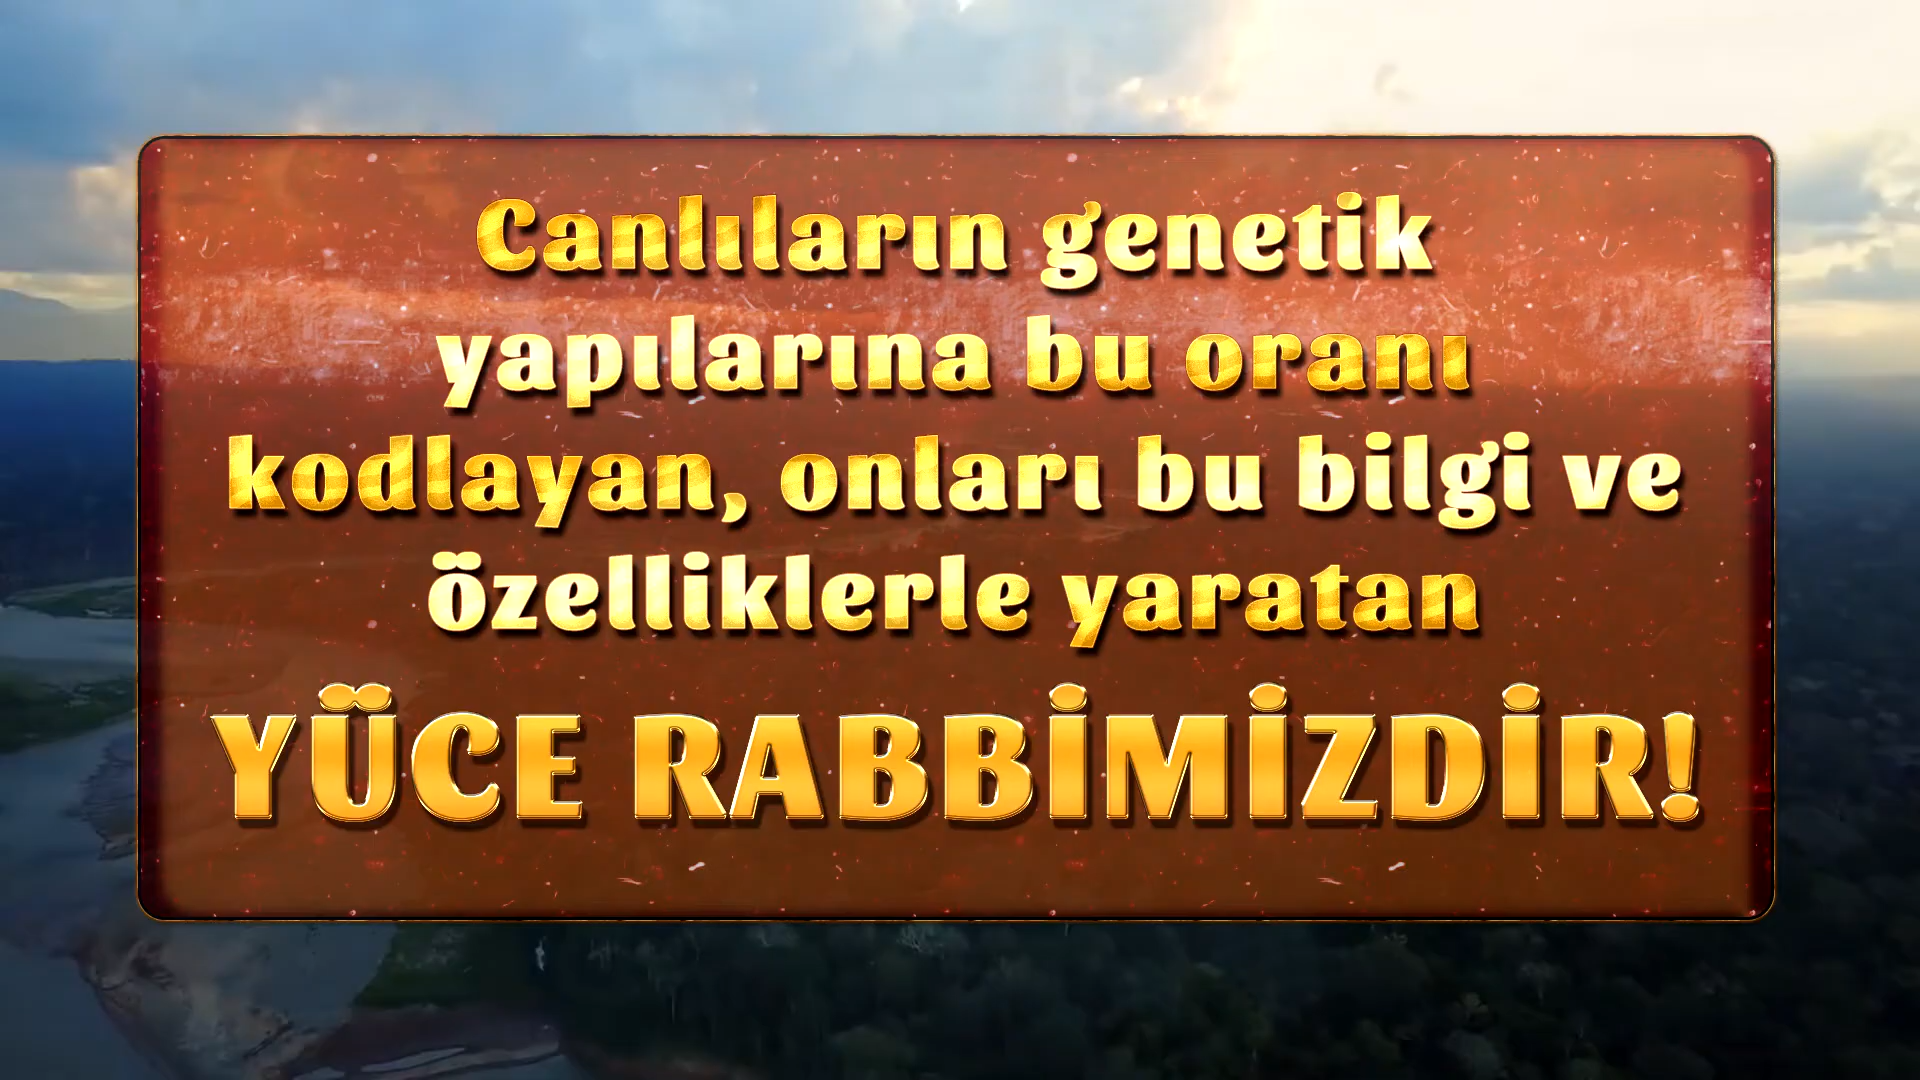 Canlıların genetik
yapılarına bu oranı
kodlayan, onları bu bilgi ve
özelliklerle yaratan
YÜCE RABBİMİZDİR!